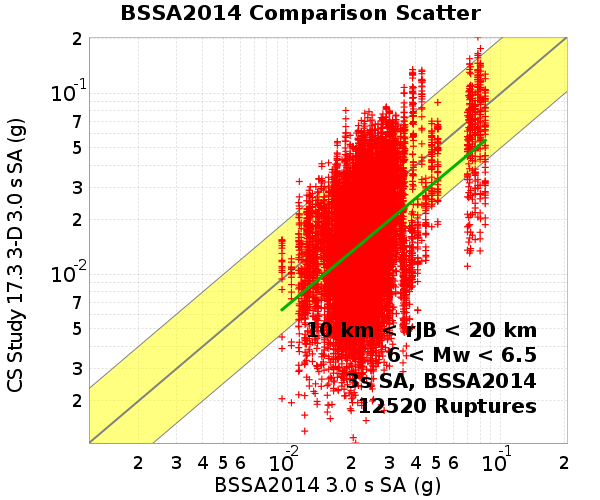 BSSA2014 Comparison Scatter
2
10-1
7
5
3
2
10-2
7
5
3
2
CS Study 17.3 3-D 3.0 s SA (g)
10 km < rJB < 20 km
6 < Mw < 6.5
3s SA, BSSA2014
12520 Ruptures
2 3 4 5 6 10-2 2 3 4 5 6 10-1 2
BSSA2014 3.0 s SA (g)